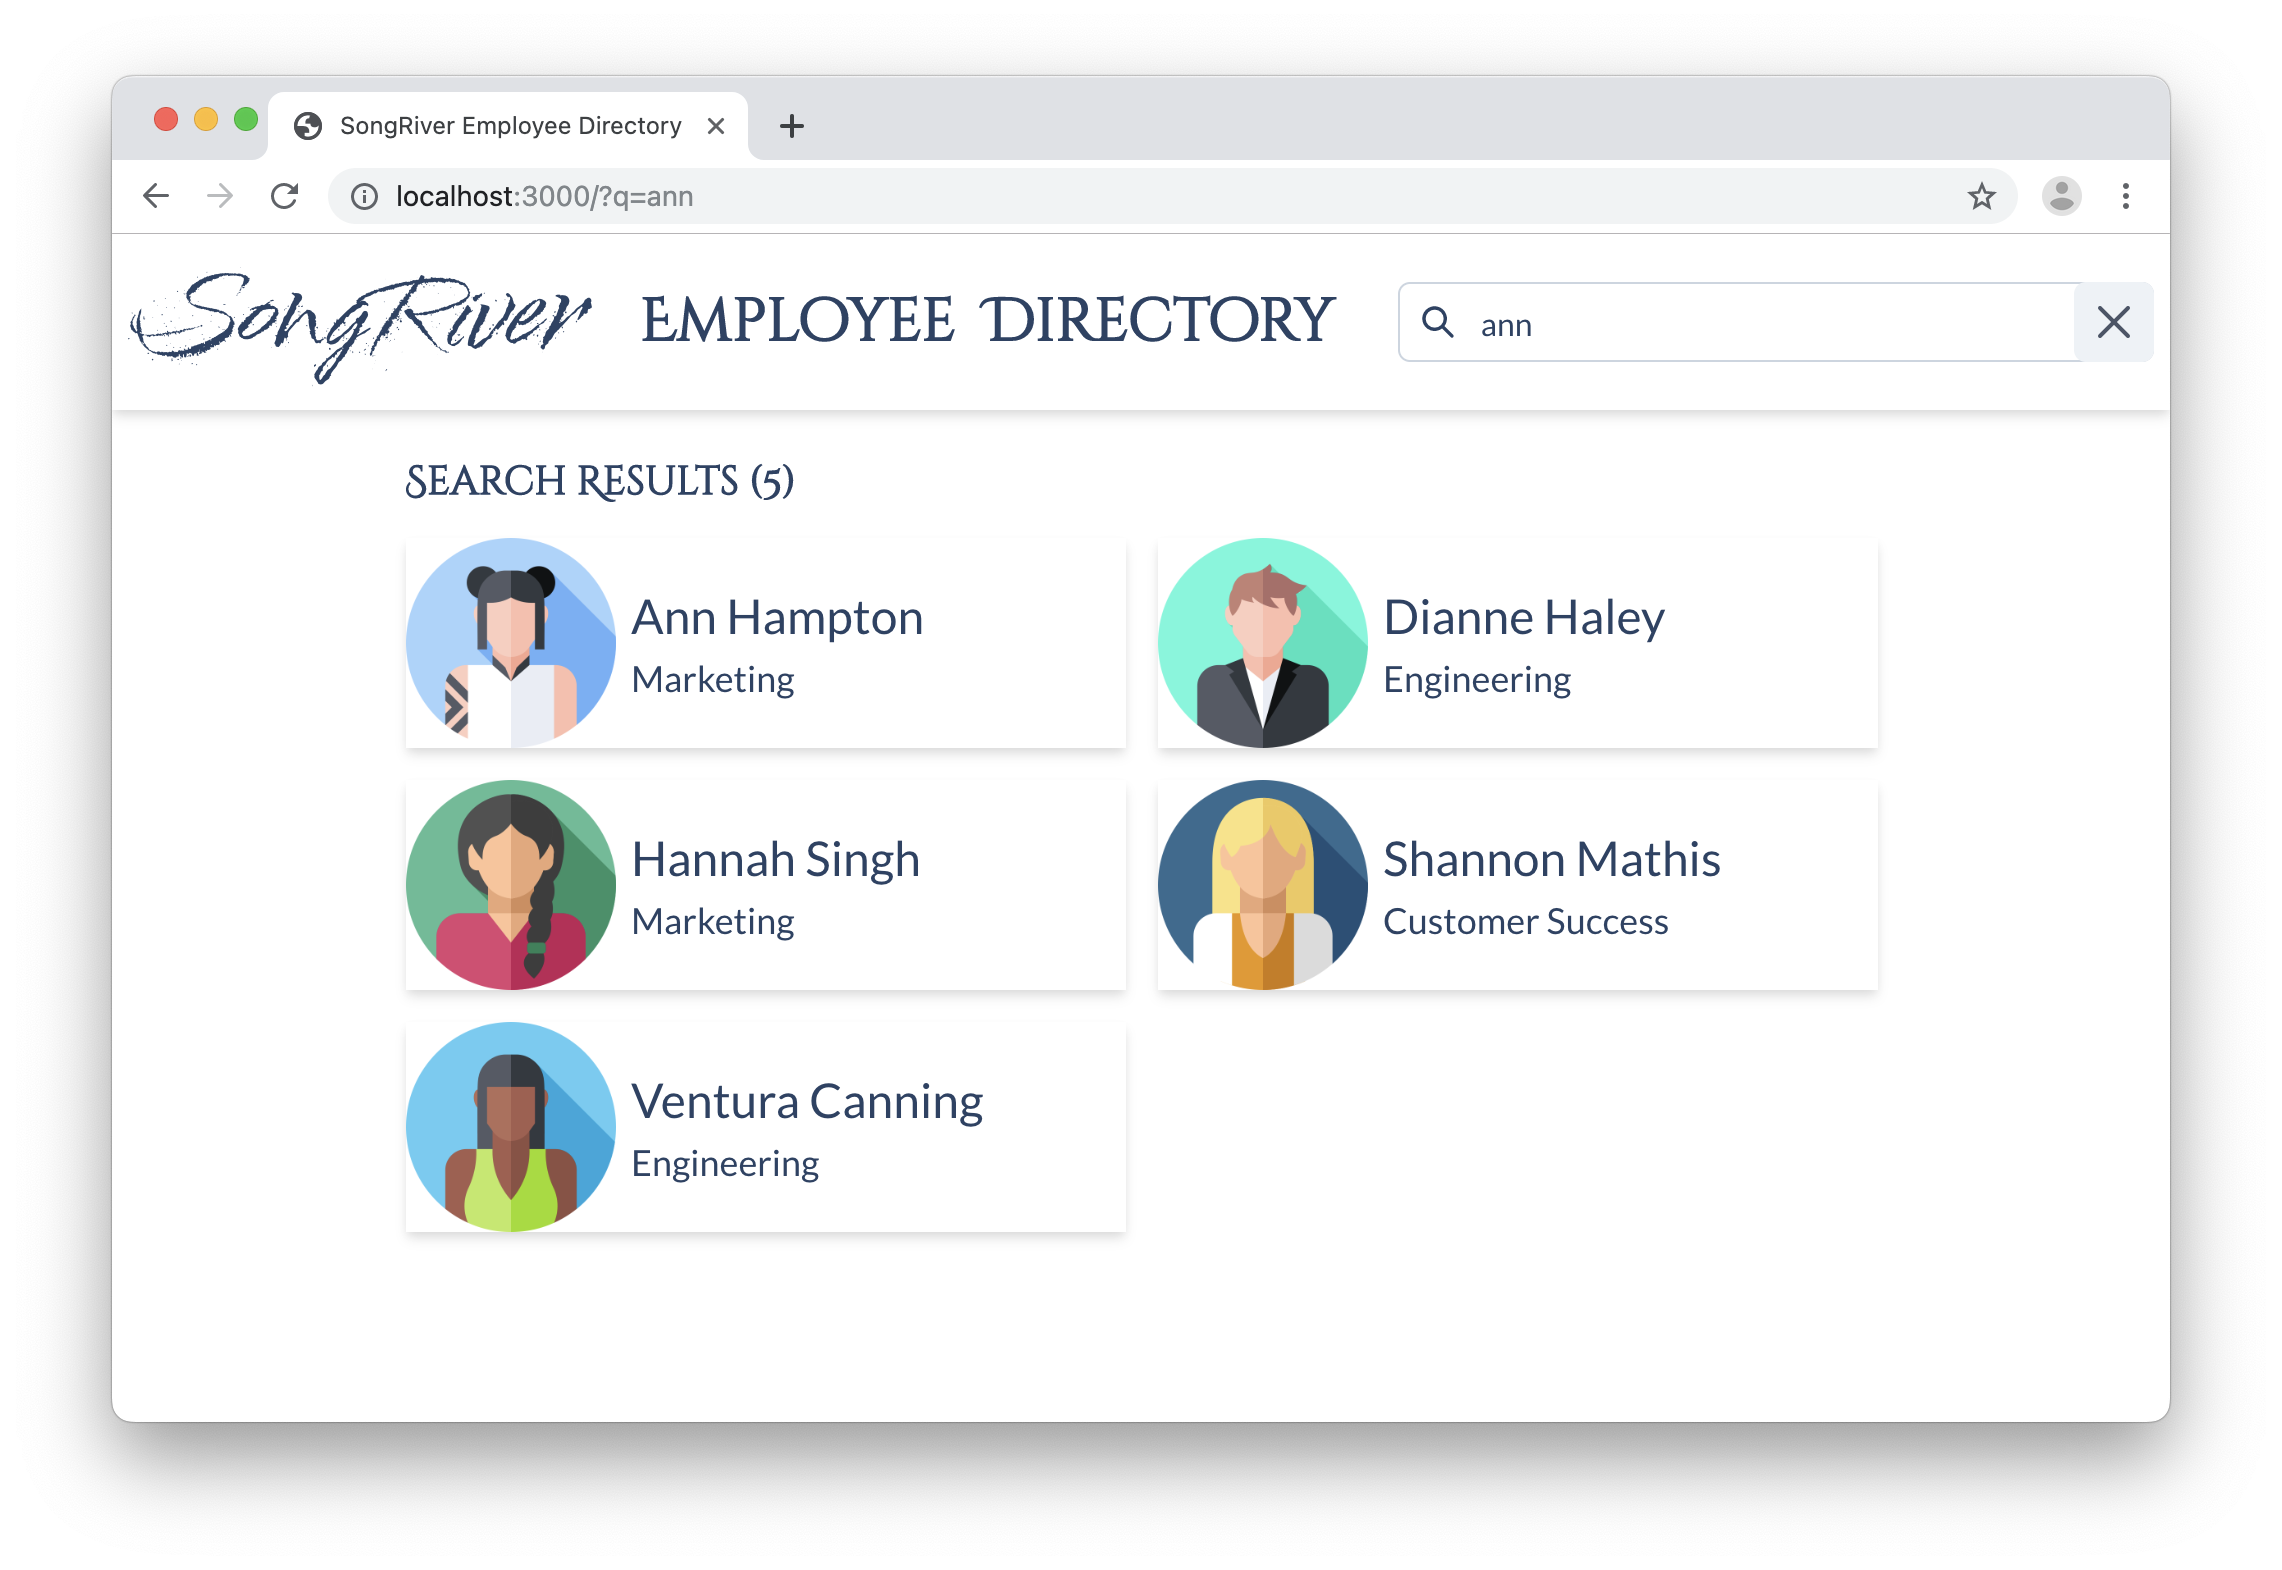 SongRiver Employee Directory
localhost:3000/?q=ann
SongRiver EMPLOYEE DIRECTORY ann
SEARCH RESULTS (5)
Ann Hampton
Marketing
Dianne Haley
Engineering
Hannah Singh
Marketing
Shannon Mathis
Customer Success
Ventura Canning
Engineering